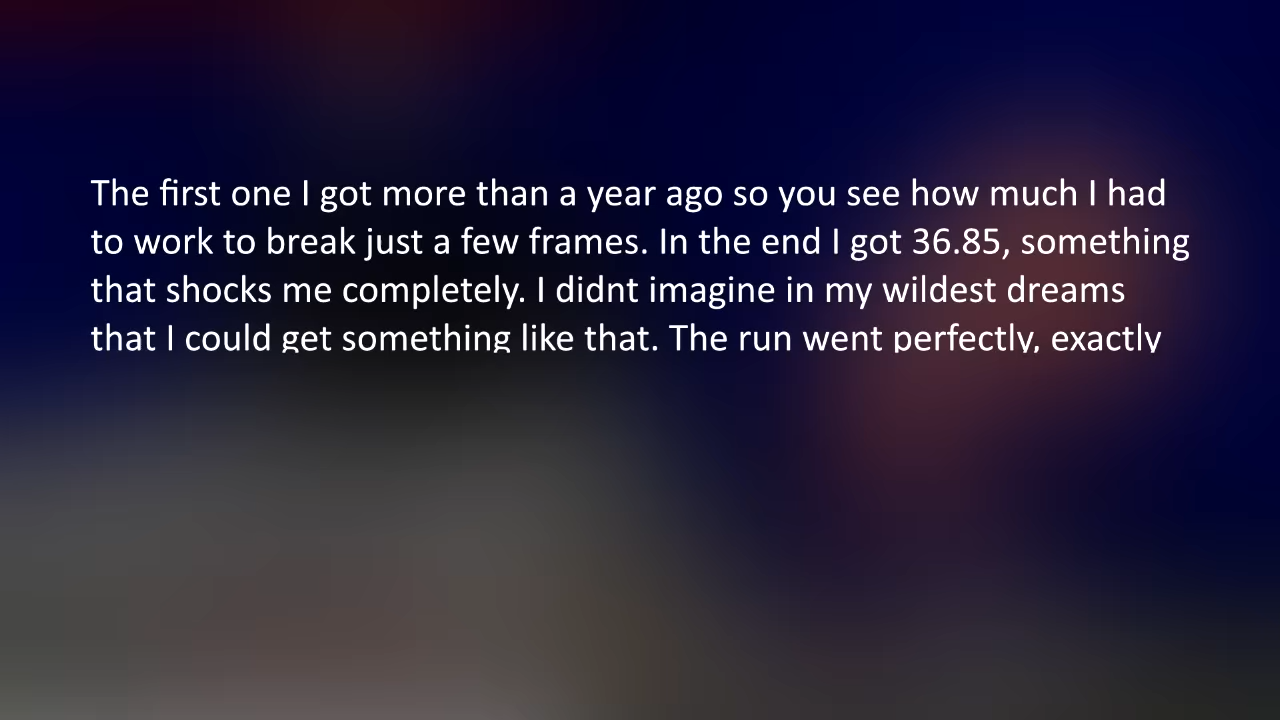 The first one I got more than a year ago so you see how much I had
to work to break just a few frames. In the end I got 36.85, something
that shocks me completely. I didnt imagine in my wildest dreams
that I could get something like that. The run went perfectly, exactly